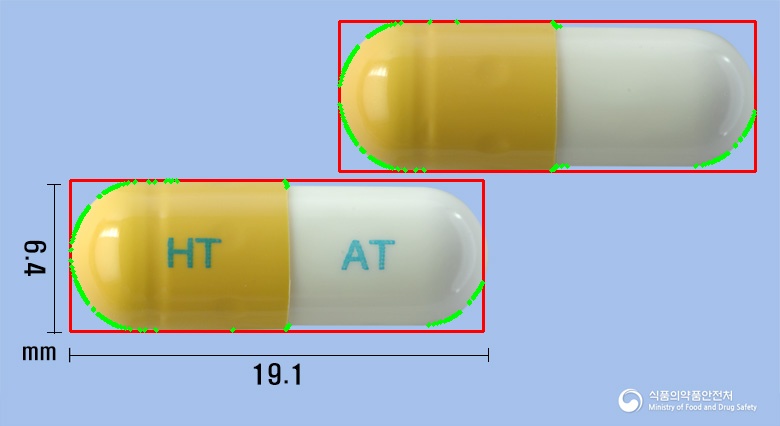 HT AT
6.4
mm
19.1
식품의약품안전처
Ministry of Food and Drug Safety